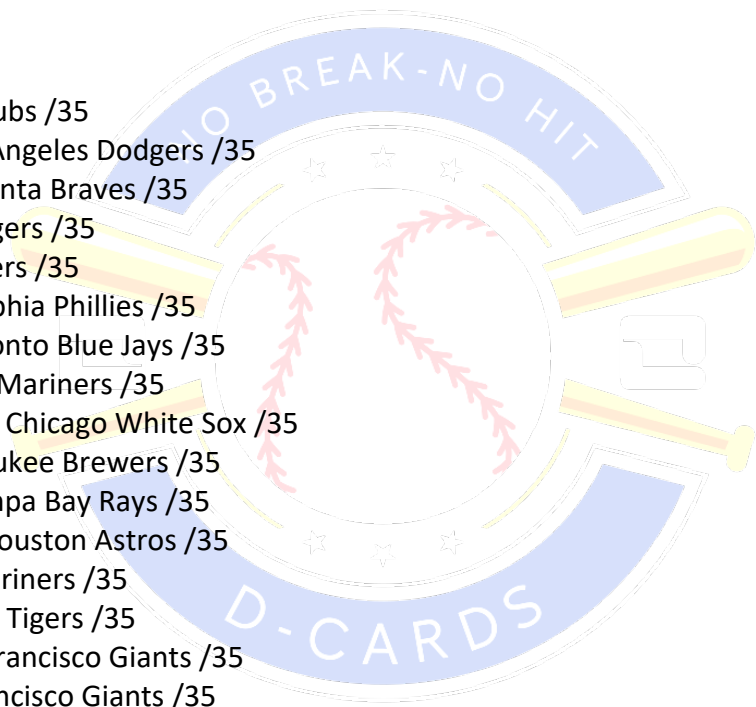 NO BREAK-NO HIT
ubs /35
Angeles Dodgers /35
nta Braves /35
gers /35
ers /35
phia Phillies /35
onto Blue Jays /35
Mariners /35
Chicago White Sox /35
ukee Brewers /35
mpa Bay Rays /35
ouston Astros /35
riners /35
Tigers /35
rancisco Giants /35
ncisco Giants /35
D-CARDS